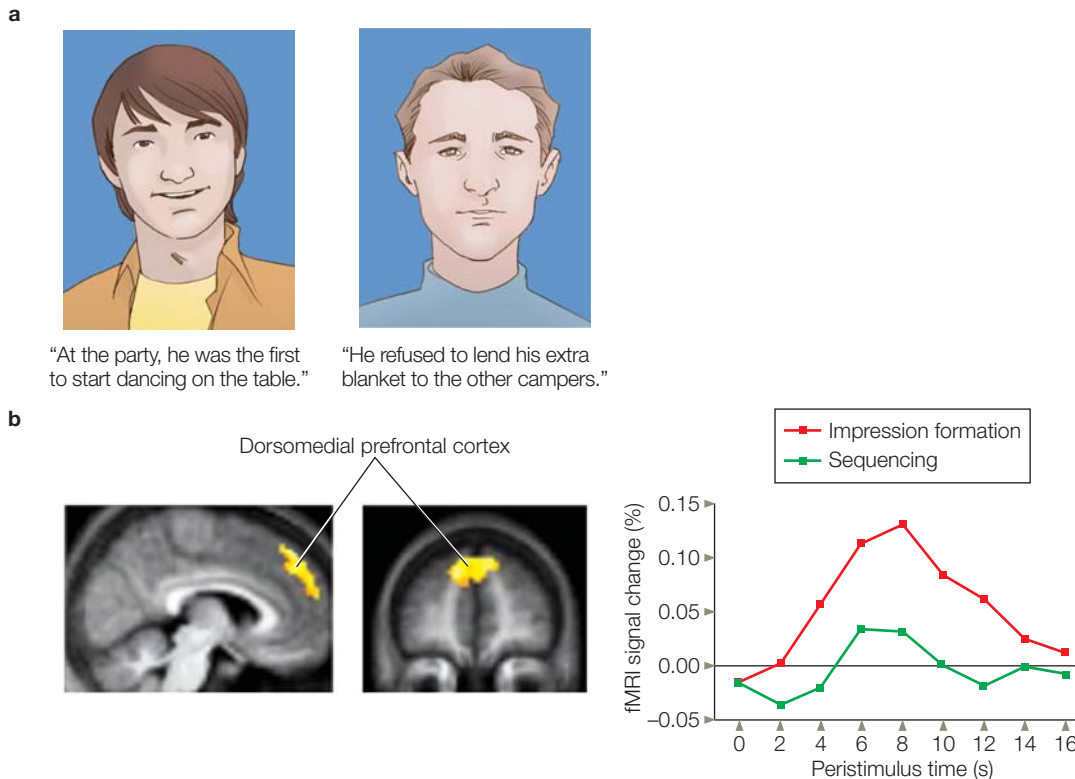 a
“At the party, he was the first
to start dancing on the table.”
“He refused to lend his extra
blanket to the other campers.”
b
Dorsomedial prefrontal cortex
Impression formation
Sequencing
fMRI signal change (%)
0.15
0.10
0.05
0.00
–0.05
0 2 4 6 8 10 12 14 16
Peristimulus time (s)